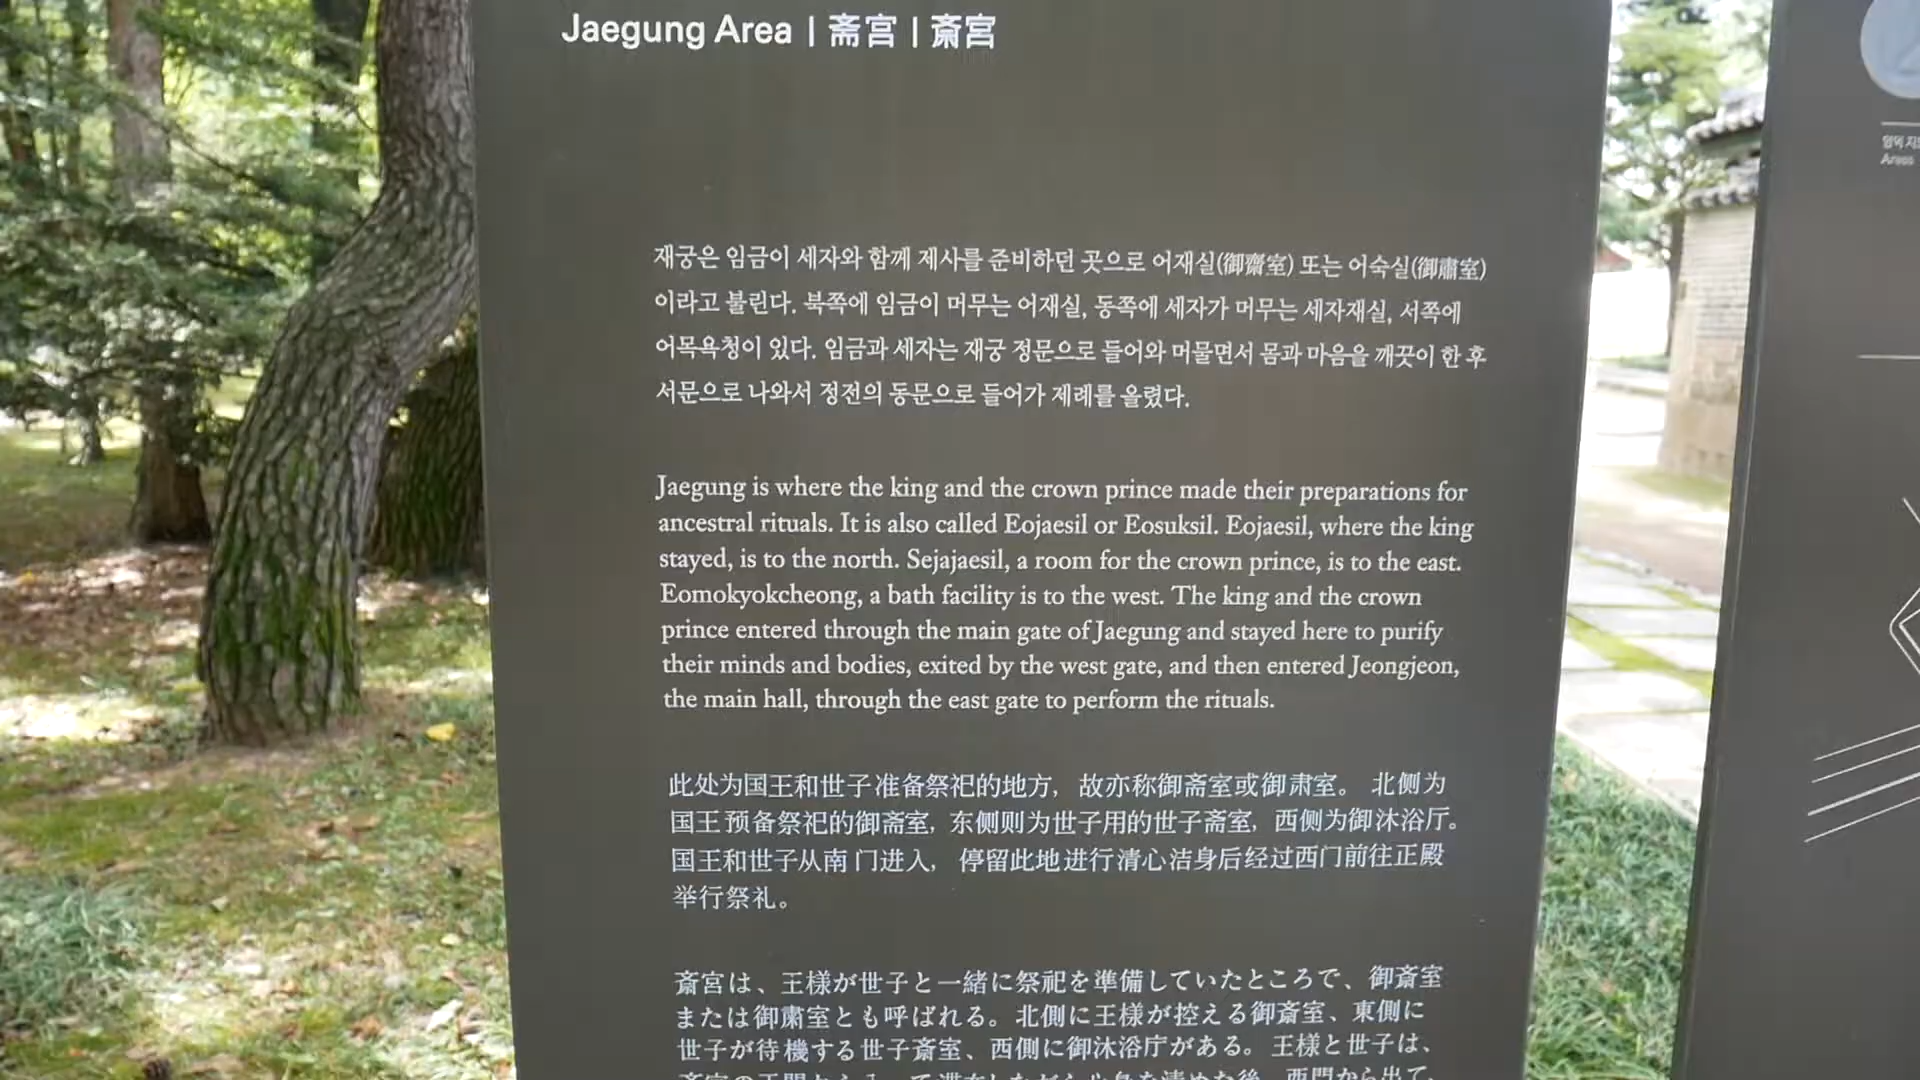 Jaegung Area | 斋宫 | 斎宮
재궁은 임금이 세자와 함께 제사를 준비하던 곳으로 어재실(御齋室) 또는 어숙실(御肅室)
이라고 불린다. 북쪽에 임금이 머무는 어재실, 동쪽에 세자가 머무는 세자재실, 서쪽에
어목욕청이 있다. 임금과 세자는 재궁 정문으로 들어와 머물면서 몸과 마음을 깨끗이 한 후
서문으로 나와서 정전의 동문으로 들어가 제례를 올렸다.
Jaegung is where the king and the crown prince made their preparations for
ancestral rituals. It is also called Eojaesil or Eosuksil. Eojaesil, where the king
stayed, is to the north. Sejajaesil, a room for the crown prince, is to the east.
Eomokyokcheong, a bath facility is to the west. The king and the crown
prince entered through the main gate of Jaegung and stayed here to purify
their minds and bodies, exited by the west gate, and then entered Jeongjeon,
the main hall, through the east gate to perform the rituals.
此处为国王和世子准备祭祀的地方，故亦称御斋室或御肃室。 北侧为
国王预备祭祀的御斋室，东侧则为世子用的世子斋室，西侧为御沐浴厅。
国王和世子从南门进入，停留此地进行清心洁身后经过西门前往正殿
举行祭礼。
斎宮は、王様が世子と一緒に祭祀を準備していたところで、御斎室
または御粛室とも呼ばれる。北側に王様が控える御斎室、東側に
世子が待機する世子斎室、西側に御沐浴庁がある。王様と世子は、
Areas